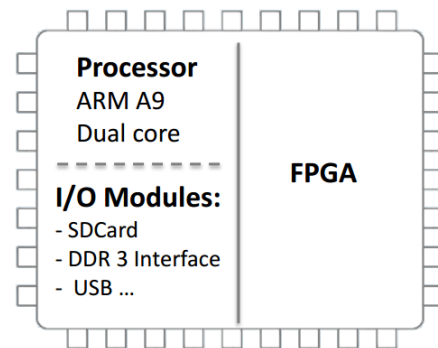 Processor
ARM A9
Dual core
I/O Modules:
- SDCard
- DDR 3 Interface
- USB ...
FPGA